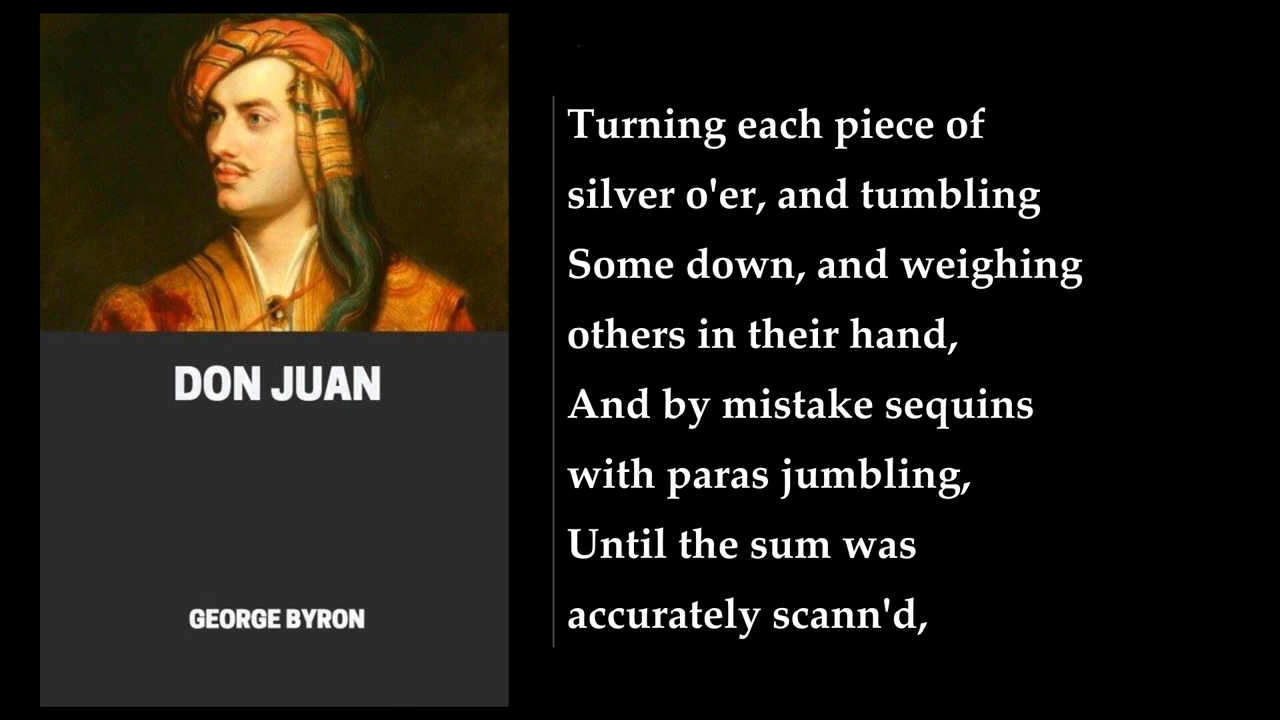 DON JUAN
GEORGE BYRON
Turning each piece of
silver o'er, and tumbling
Some down, and weighing
others in their hand,
And by mistake sequins
with paras jumbling,
Until the sum was
accurately scann'd,